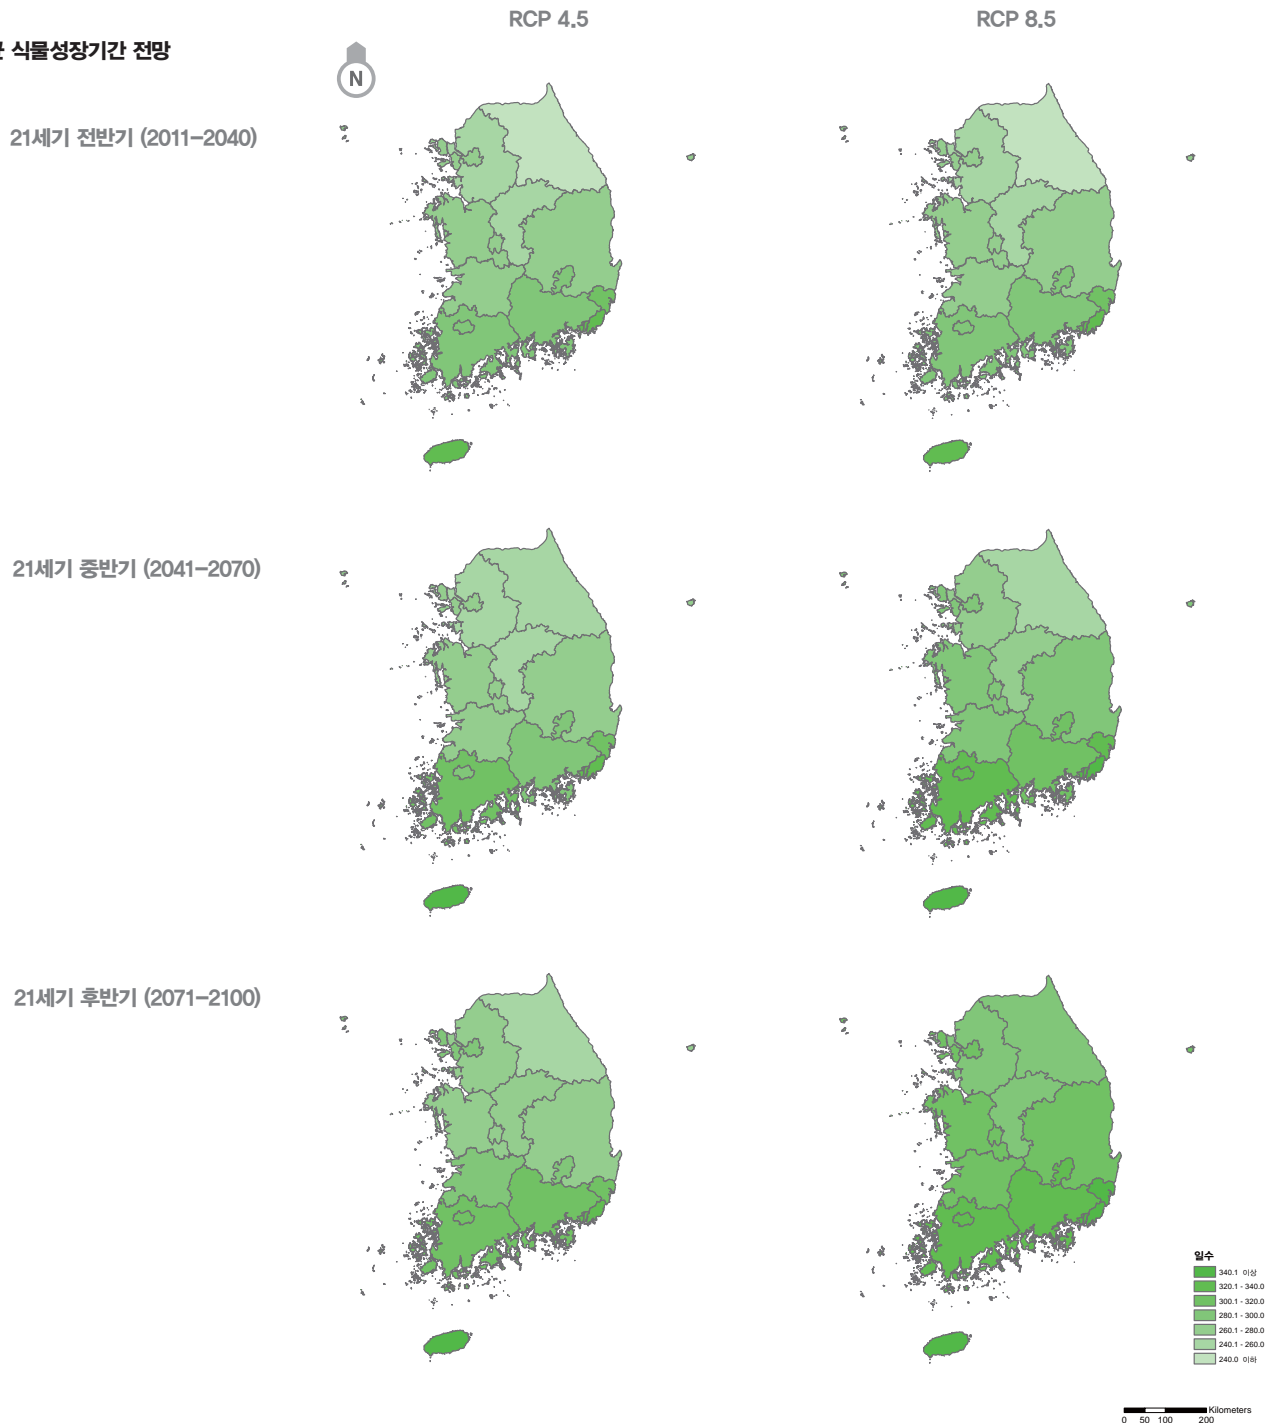 RCP 4.5
RCP 8.5
식물성장기간 전망
N
21세기 전반기 (2011-2040)
21세기 중반기 (2041-2070)
21세기 후반기 (2071-2100)
일수
340.1 이상
320.1 - 340.0
300.1 - 320.0
280.1 - 300.0
260.1 - 280.0
240.1 - 260.0
240.0 이하
Kilometers
0 50 100 200